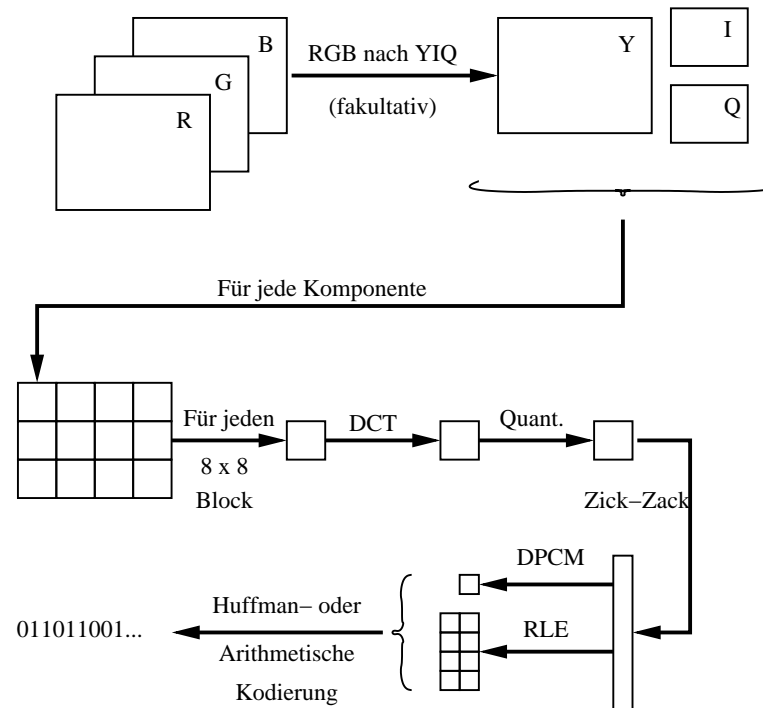 B
G
R
RGB nach YIQ
(fakultativ)
Y
I
Q
Für jede Komponente
Für jeden
8 x 8
Block
DCT
Quant.
Zick–Zack
DPCM
RLE
Huffman– oder
Arithmetische
Kodierung
011011001...